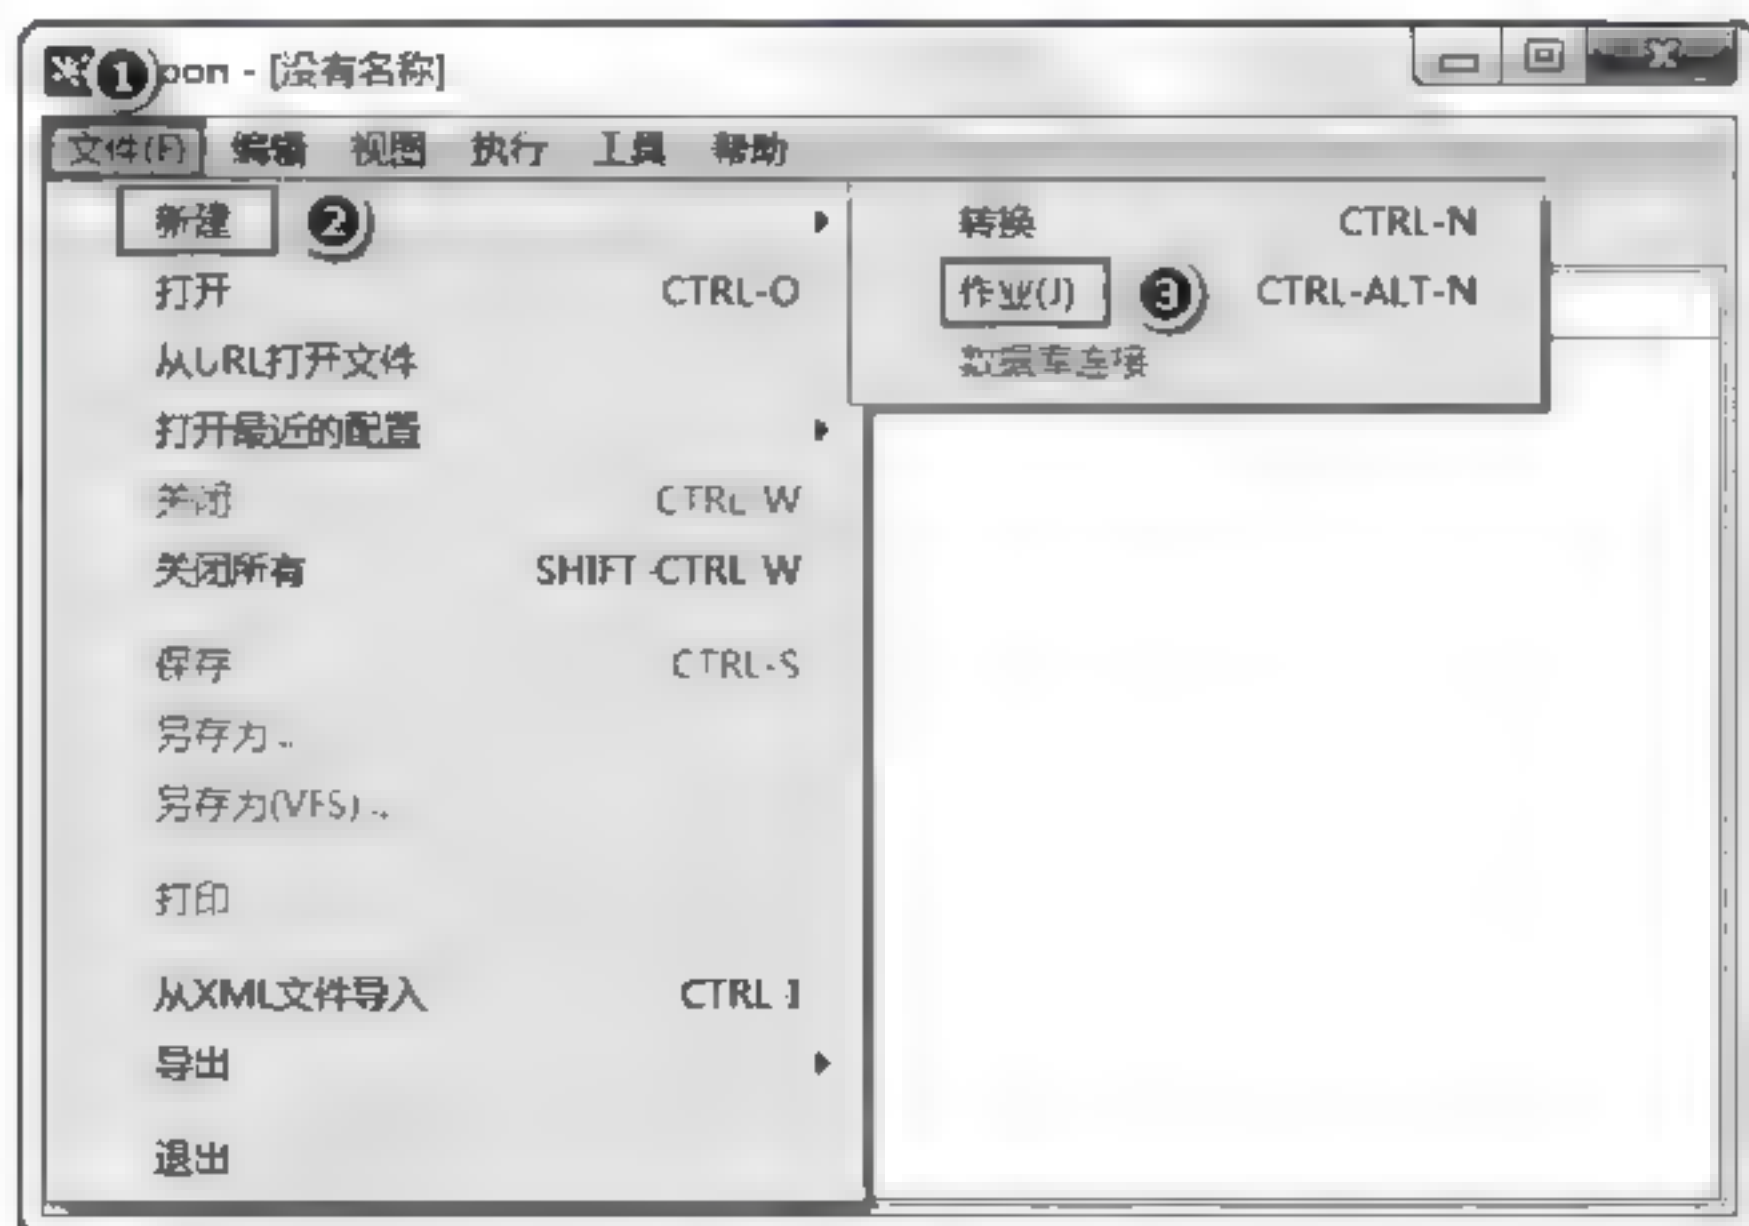 ① oon - [没有名称]
文件(F) 编辑 视图 执行 工具 帮助
新建 ②
打开 CTRL-O
从URL打开文件
打开最近的配置
关闭 CTRL-W
关闭所有 SHIFT-CTRL-W
保存 CTRL-S
另存为...
另存为(VFS)...
打印
从XML文件导入 CTRL-I
导出
退出
转换 CTRL-N
作业(J) ③ CTRL-ALT-N
数据库连接